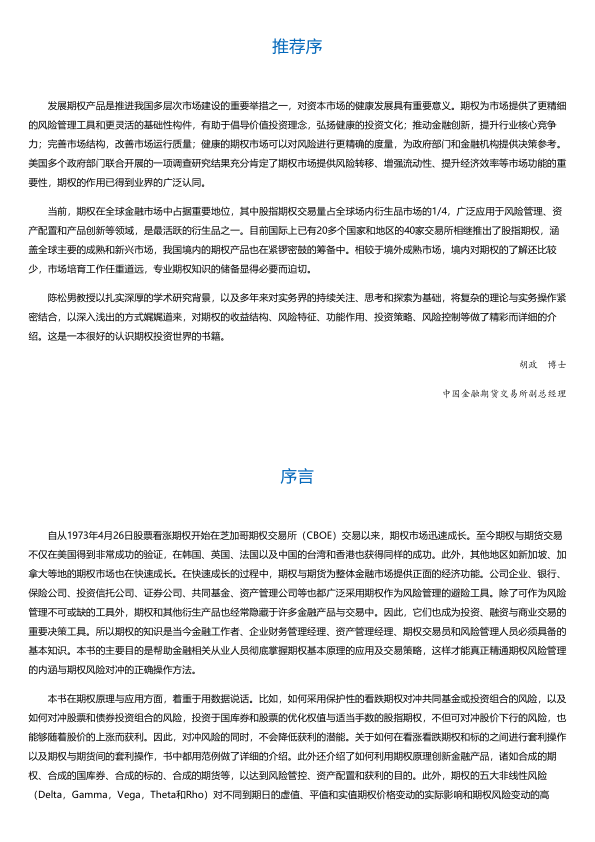 推荐序
发展期权产品是推进我国多层次市场建设的重要举措之一，对资本市场的健康发展具有重要意义。期权为市场提供了更精细
的风险管理工具和更灵活的基础性构件，有助于倡导价值投资理念，弘扬健康的投资文化；推动金融创新，提升行业核心竞争
力；完善市场结构，改善市场运行质量；健康的期权市场可以对风险进行更精确的度量，为政府部门和金融机构提供决策参考。
美国多个政府部门联合开展的一项调查研究结果充分肯定了期权市场提供风险转移、增强流动性、提升经济效率等市场功能的重
要性，期权的作用已得到业界的广泛认同。
当前，期权在全球金融市场中占据重要地位，其中股指期权交易量占全球场内衍生品市场的1/4，广泛应用于风险管理、资
产配置和产品创新等领域，是最活跃的衍生品之一。目前国际上已有20多个国家和地区的40家交易所相继推出了股指期权，涵
盖全球主要的成熟和新兴市场，我国境内的期权产品也在紧锣密鼓的筹备中。相较于境外成熟市场，境内对期权的了解还比较
少，市场培育工作任重道远，专业期权知识的储备显得必要而迫切。
陈松男教授以扎实深厚的学术研究背景，以及多年来对实务界的持续关注、思考和探索为基础，将复杂的理论与实务操作紧
密结合，以深入浅出的方式娓娓道来，对期权的收益结构、风险特征、功能作用、投资策略、风险控制等做了精彩而详细的介
绍。这是一本很好的认识期权投资世界的书籍。
胡政 博士
中国金融期货交易所副总经理
序言
自从1973年4月26日股票看涨期权开始在芝加哥期权交易所（CBOE）交易以来，期权市场迅速成长。至今期权与期货交易
不仅在美国得到非常成功的验证，在韩国、英国、法国以及中国的台湾和香港也获得同样的成功。此外，其他地区如新加坡、加
拿大等地的期权市场也在快速成长。在快速成长的过程中，期权与期货为整体金融市场提供正面的经济功能。公司企业、银行、
保险公司、投资信托公司、证券公司、共同基金、资产管理公司等也都广泛采用期权作为风险管理的避险工具。除了可作为风险
管理不可或缺的工具外，期权和其他衍生产品也经常隐藏于许多金融产品与交易中。因此，它们也成为投资、融资与商业交易的
重要决策工具。所以期权的知识是当今金融工作者、企业财务管理经理、资产管理经理、期权交易员和风险管理人员必须具备的
基本知识。本书的主要目的是帮助金融相关从业人员彻底掌握期权基本原理的应用及交易策略，这样才能真正精通期权风险管理
的内涵与期权风险对冲的正确操作方法。
本书在期权原理与应用方面，着重于用数据说话。比如，如何采用保护性的看跌期权对冲共同基金或投资组合的风险，以及
如何对冲股票和债券投资组合的风险，投资于国库券和股票的优化权值与适当手数的股指期权，不但可对冲股价下行的风险，也
能够随着股价的上涨而获利。因此，对冲风险的同时，不会降低获利的潜能。关于如何在看涨看跌期权和标的之间进行套利操作
以及期权与期货间的套利操作，书中都用范例做了详细的介绍。此外还介绍了如何利用期权原理创新金融产品，诸如合成的期
权、合成的国库券、合成的标的、合成的期货等，以达到风险管控、资产配置和获利的目的。此外，期权的五大非线性风险
（Delta，Gamma，Vega，Theta和Rho）对不同到期日的虚值、平值和实值期权价格变动的实际影响和期权风险变动的高